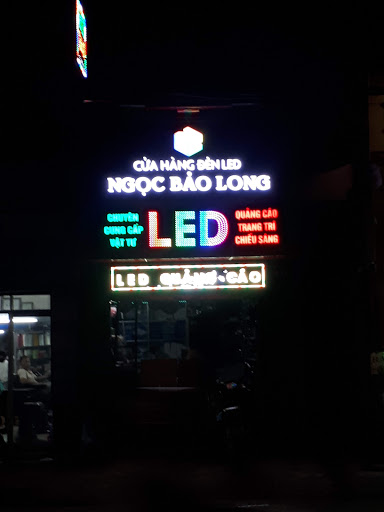 CỬA HÀNG ĐÈN LED
NGỌC BẢO LONG
CHUYÊN
CUNG CẤP
VẬT TƯ
LED
QUẢNG CÁO
TRANG TRÍ
CHIẾU SÁNG
LED QUẢNG CÁO